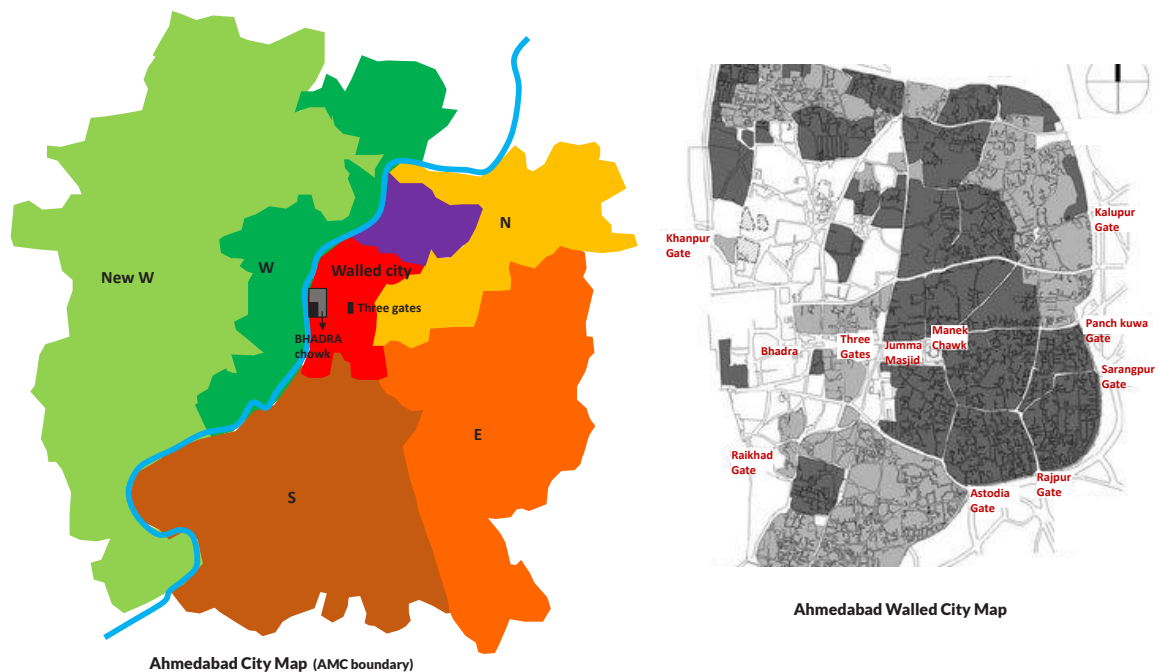 N
New W
W
Walled city
Three gates
BHADRA
chowk
E
S
Ahmedabad City Map (AMC boundary)
Kalupur
Gate
Khanpur
Gate
Panch kuwa
Gate
Manek
Chawk
Three
Gates
Jumma
Masjid
Bhadra
Sarangpur
Gate
Raikhad
Gate
Rajpur
Gate
Astodia
Gate
Ahmedabad Walled City Map